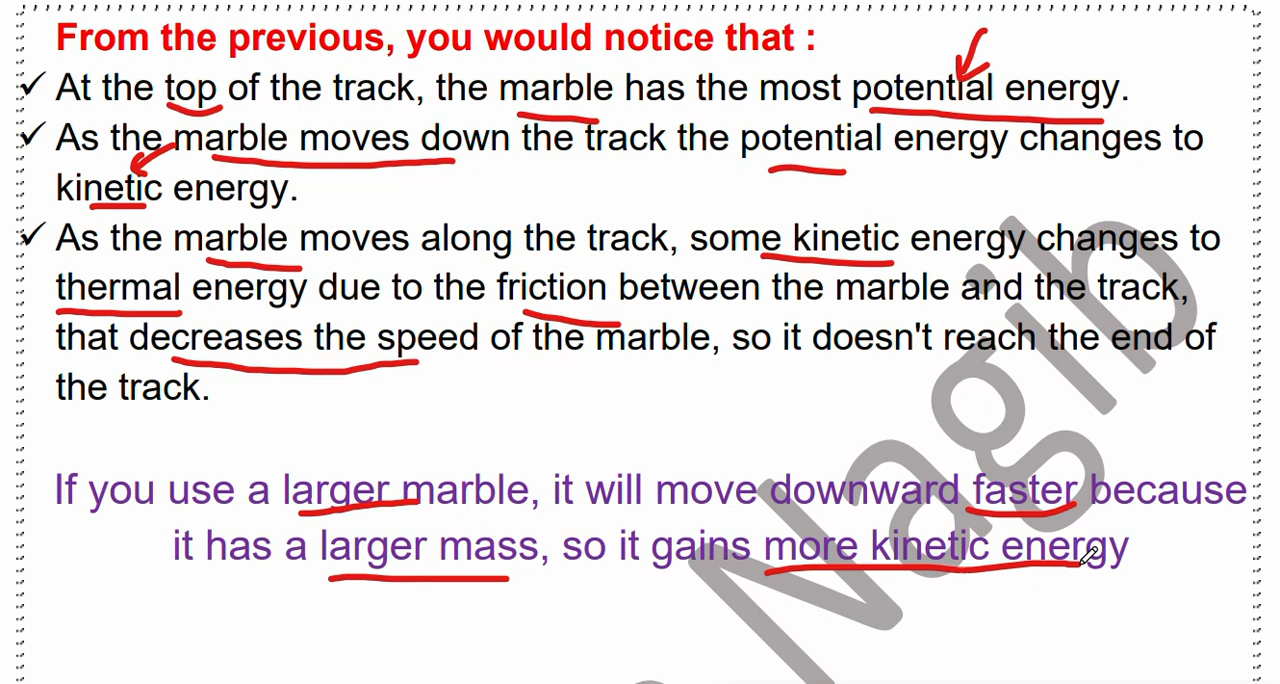 From the previous, you would notice that :
✓ At the top of the track, the marble has the most potential energy.
✓ As the marble moves down the track the potential energy changes to
kinetic energy.
✓ As the marble moves along the track, some kinetic energy changes to
thermal energy due to the friction between the marble and the track,
that decreases the speed of the marble, so it doesn't reach the end of
the track.
If you use a larger marble, it will move downward faster because
it has a larger mass, so it gains more kinetic energy
Nagib